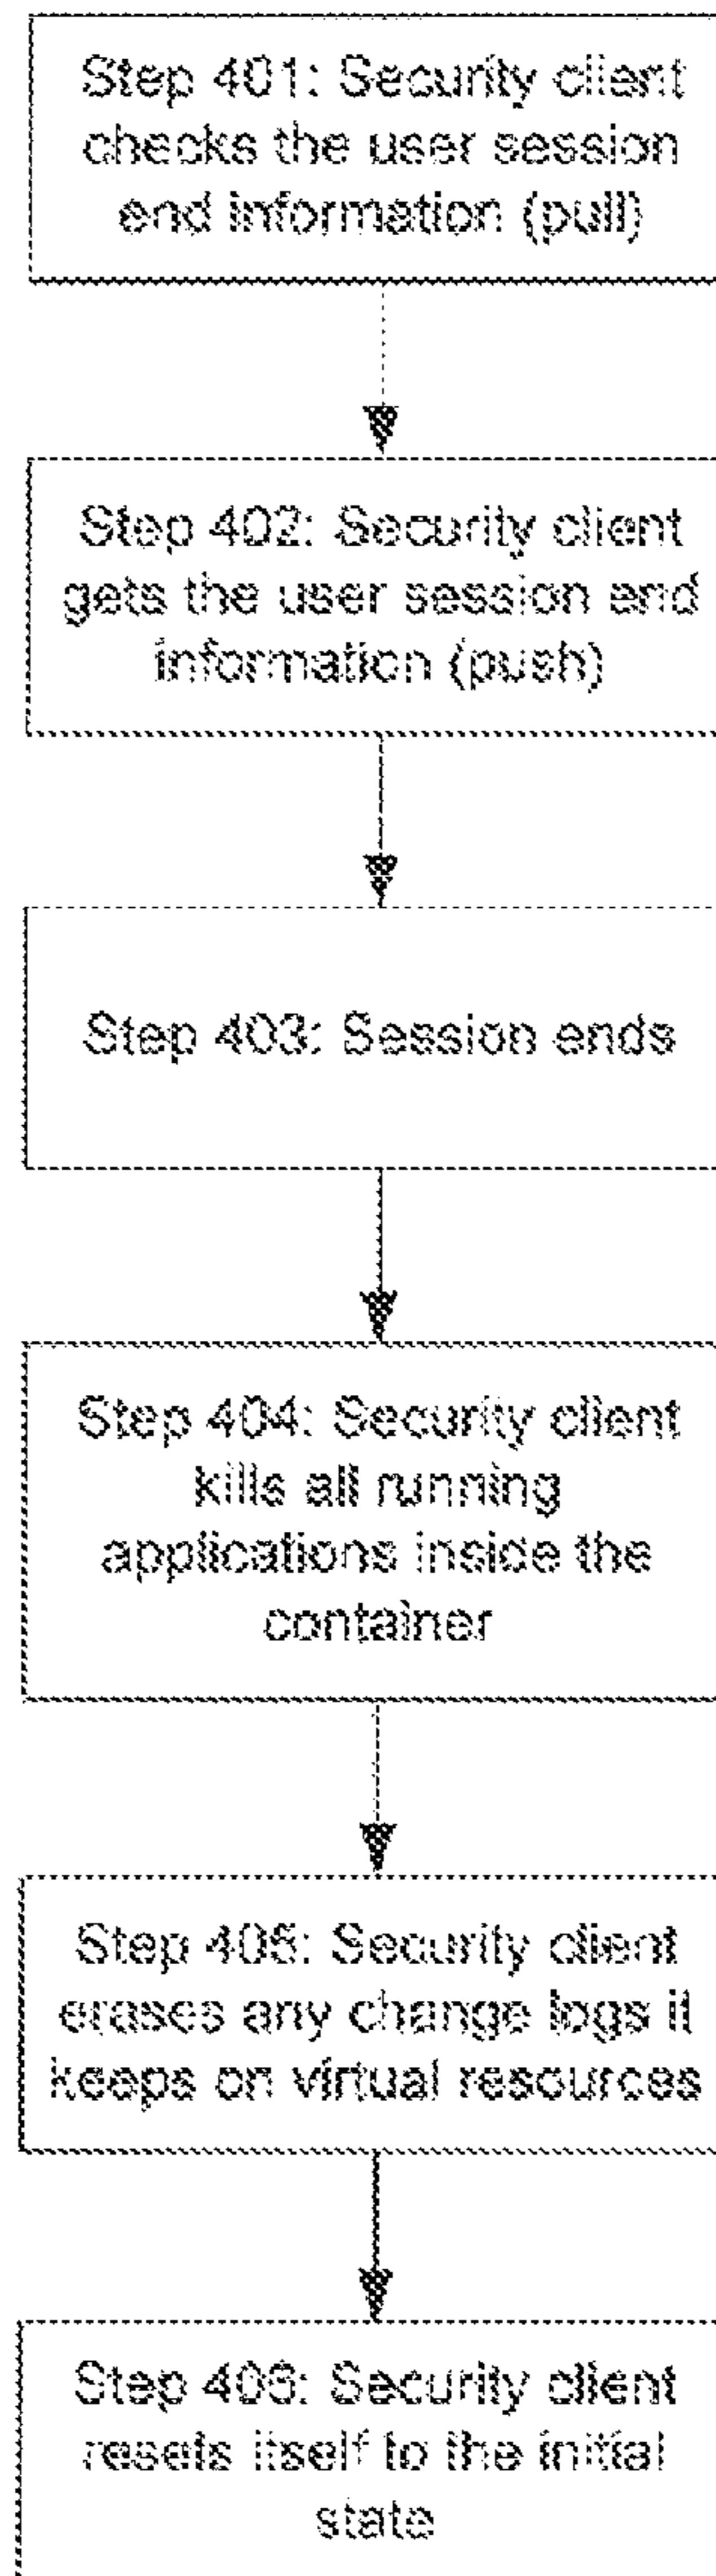 Step 401: Security client
checks the user session
end information (pull)
Step 402: Security client
gets the user session end
information (push)
Step 403: Session ends
Step 404: Security client
kills all running
applications inside the
container
Step 405: Security client
erases any change logs it
keeps on virtual resources
Step 406: Security client
resets itself to the initial
state